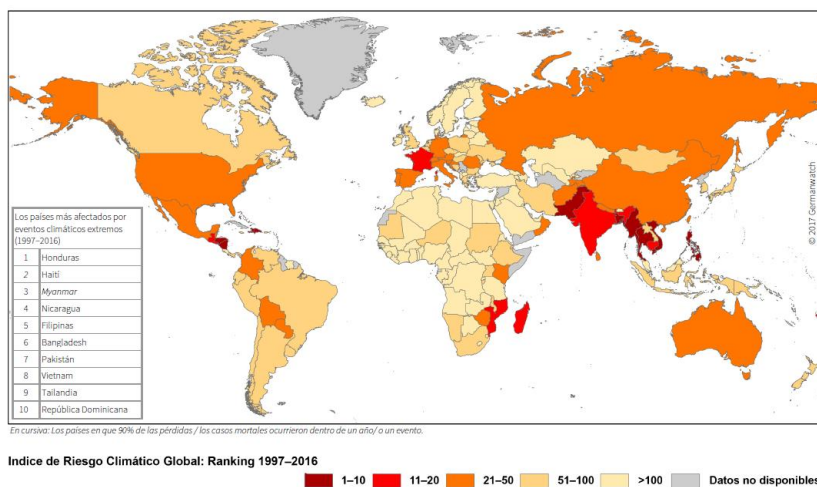 Los países más afectados por
eventos climáticos extremos
(1997–2016)
1 Honduras
2 Haití
3 Myanmar
4 Nicaragua
5 Filipinas
6 Bangladesh
7 Pakistán
8 Vietnam
9 Tailandia
10 República Dominicana
© 2017 Germanwatch
En cursiva: Los países en que 90% de las pérdidas / los casos mortales ocurrieron dentro de un año/ o un evento.
Indice de Riesgo Climático Global: Ranking 1997–2016
1–10 11–20 21–50 51–100 >100 Datos no disponibles